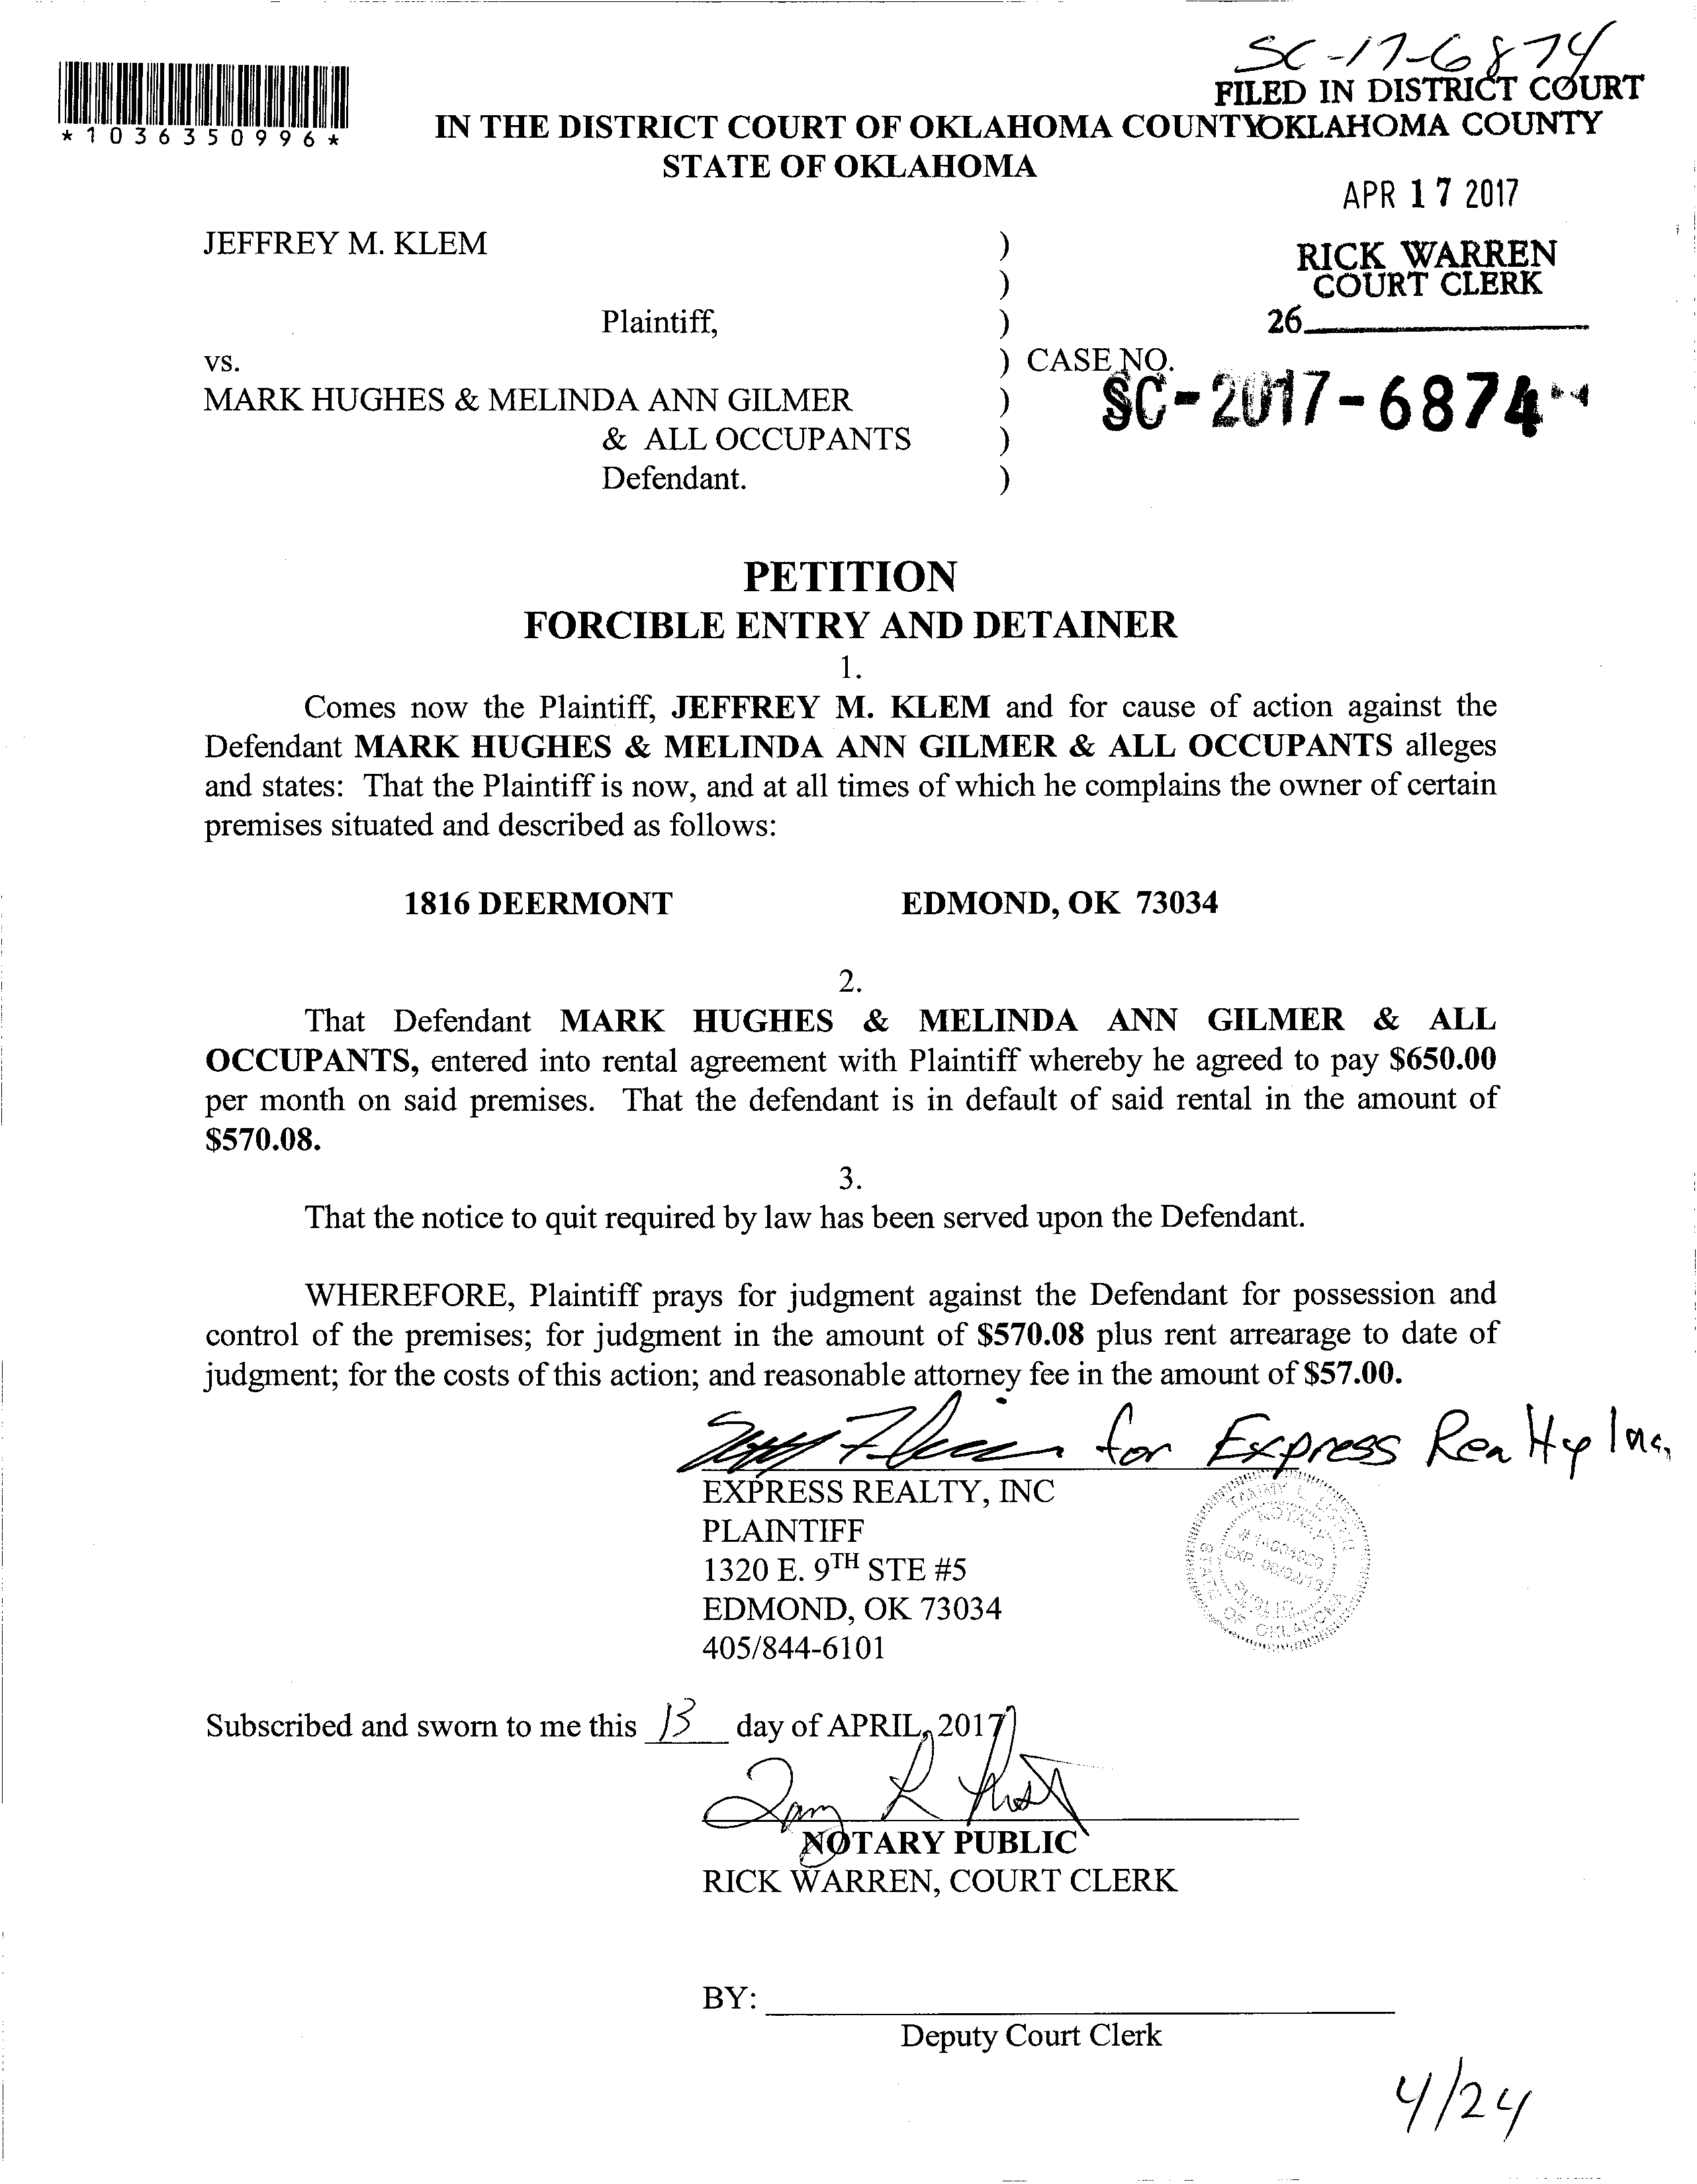 SC-17-6874
FILED IN DISTRICT COURT
*1036350996*
IN THE DISTRICT COURT OF OKLAHOMA COUNTY OKLAHOMA COUNTY
STATE OF OKLAHOMA
APR 17 2017
JEFFREY M. KLEM )
RICK WARREN
) COURT CLERK
Plaintiff, ) 26
vs. ) CASE NO.
MARK HUGHES & MELINDA ANN GILMER ) SC-2017-6874
& ALL OCCUPANTS )
Defendant. )
PETITION
FORCIBLE ENTRY AND DETAINER
1.
Comes now the Plaintiff, JEFFREY M. KLEM and for cause of action against the
Defendant MARK HUGHES & MELINDA ANN GILMER & ALL OCCUPANTS alleges
and states: That the Plaintiff is now, and at all times of which he complains the owner of certain
premises situated and described as follows:
1816 DEERMONT EDMOND, OK 73034
2.
That Defendant MARK HUGHES & MELINDA ANN GILMER & ALL
OCCUPANTS, entered into rental agreement with Plaintiff whereby he agreed to pay $650.00
per month on said premises. That the defendant is in default of said rental in the amount of
$570.08.
3.
That the notice to quit required by law has been served upon the Defendant.
WHEREFORE, Plaintiff prays for judgment against the Defendant for possession and
control of the premises; for judgment in the amount of $570.08 plus rent arrearage to date of
judgment; for the costs of this action; and reasonable attorney fee in the amount of $57.00.
for Express Realty Inc,
EXPRESS REALTY, INC
PLAINTIFF
1320 E. 9TH STE #5
EDMOND, OK 73034
405/844-6101
TAMMY L.
NOTARY
PUBLIC
STATE OF OKLAHOMA
Subscribed and sworn to me this 13 day of APRIL, 2017
NOTARY PUBLIC
RICK WARREN, COURT CLERK
BY:
Deputy Court Clerk
4/24